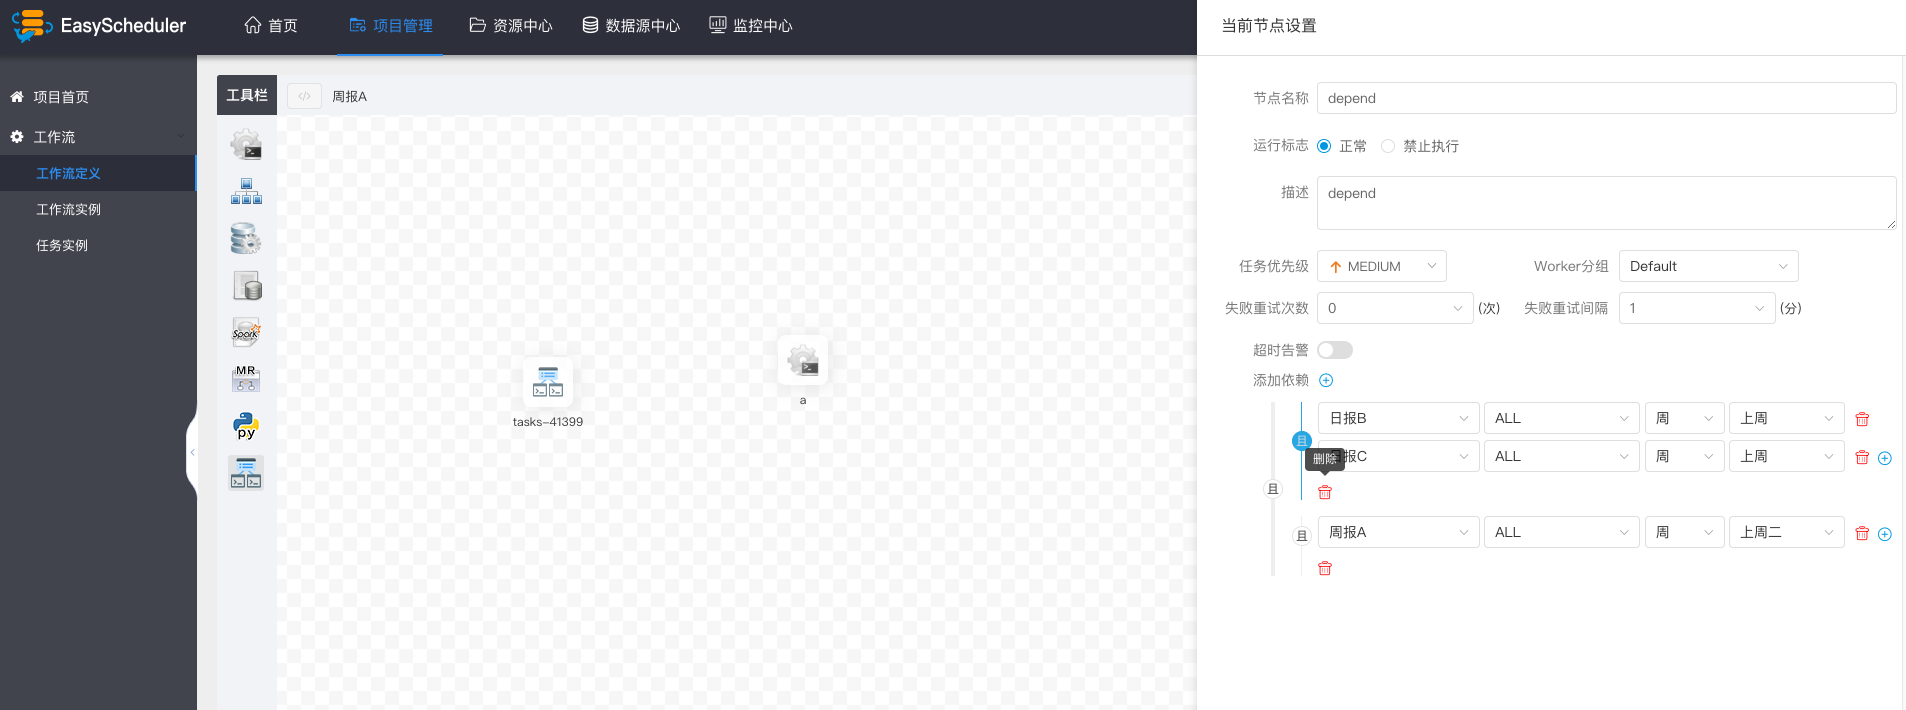 EasyScheduler
首页
项目管理
资源中心
数据源中心
监控中心
项目首页
工作流
工作流定义
工作流实例
任务实例
工具栏
</>
周报A
Spark
MR
py
tasks-41399
a
当前节点设置
节点名称
depend
运行标志
正常
禁止执行
描述
depend
任务优先级
MEDIUM
Worker分组
Default
失败重试次数
0
(次)
失败重试间隔
1
(分)
超时告警
添加依赖
日报B
ALL
周
上周
且
报C
ALL
周
上周
删除
且
且
周报A
ALL
周
上周二